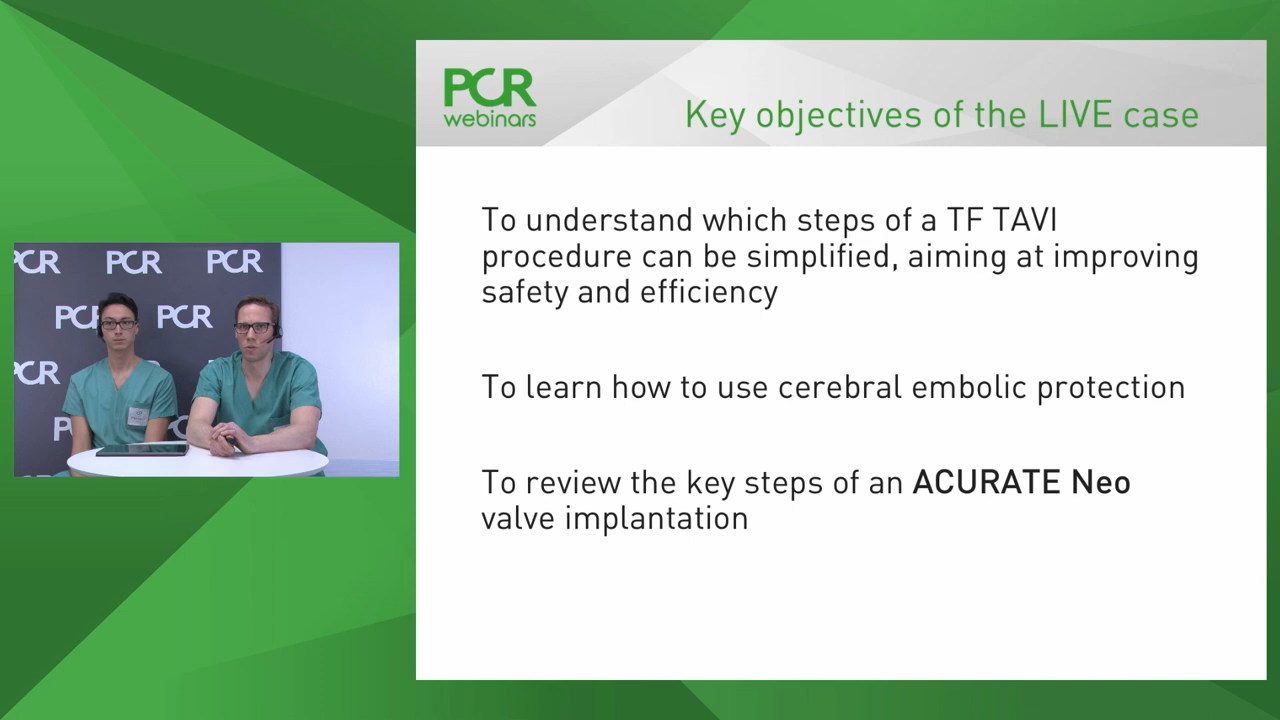 PCR
webinars
Key objectives of the LIVE case
To understand which steps of a TF TAVI
procedure can be simplified, aiming at improving
safety and efficiency
To learn how to use cerebral embolic protection
To review the key steps of an ACURATE Neo
valve implantation
PCR PCR PCR
PCR PCR
PCR